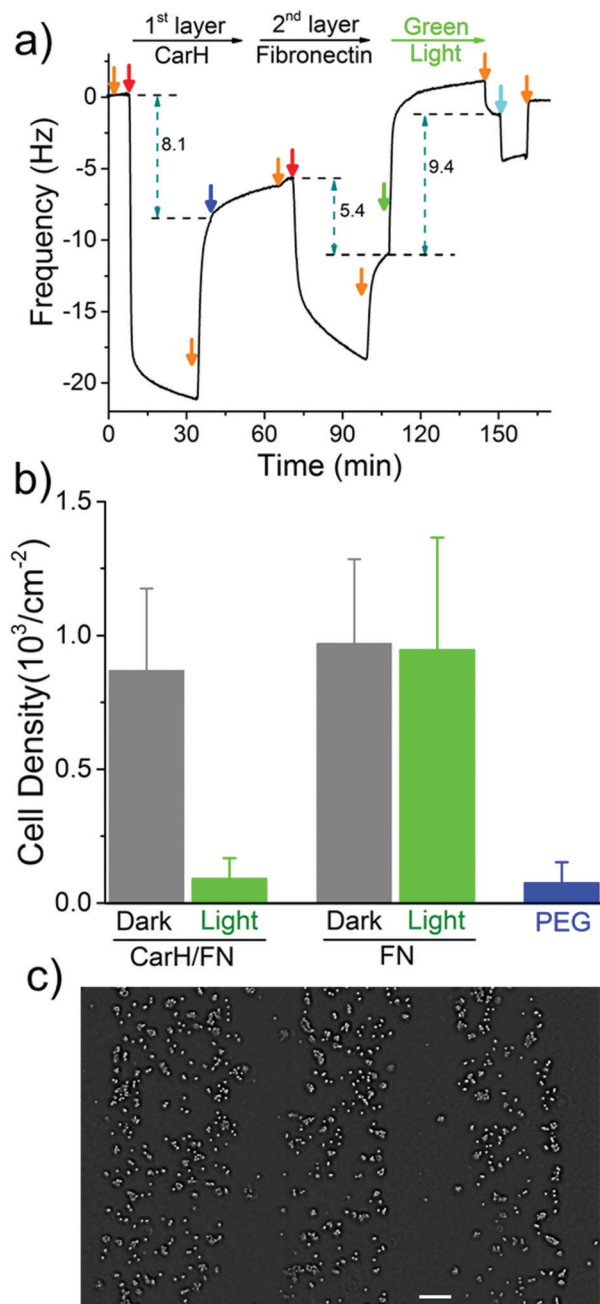 a)
1st layer 2nd layer Green
CarH Fibronectin Light
0
8.1
-5
5.4
9.4
-10
-15
-20
Frequency (Hz)
0 30 60 90 120 150
Time (min)
b)
1.5
1.0
0.5
0.0
Cell Density(10^3/cm^-2)
Dark Light Dark Light PEG
CarH/FN FN
c)